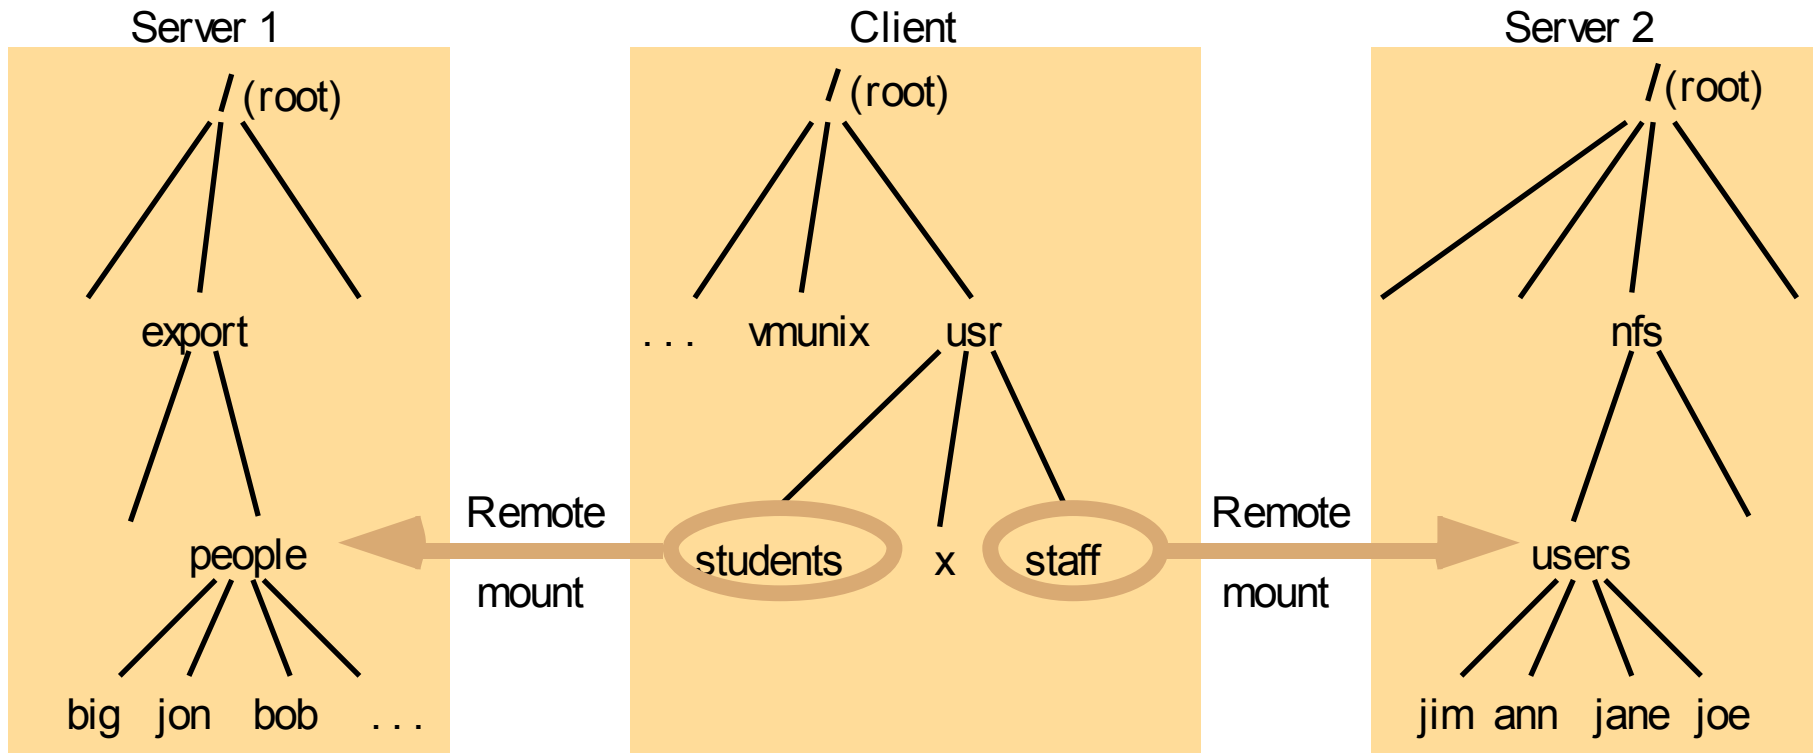 Server 1
Client
Server 2
/ (root)
/ (root)
/ (root)
export
. . . vmunix usr
nfs
people
Remote
mount
students x staff
Remote
mount
users
big jon bob . . .
jim ann jane joe